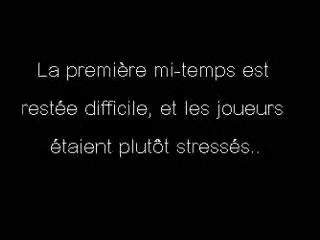 La première mi-temps est
restée difficile, et les joueurs
étaient plutôt stressés..